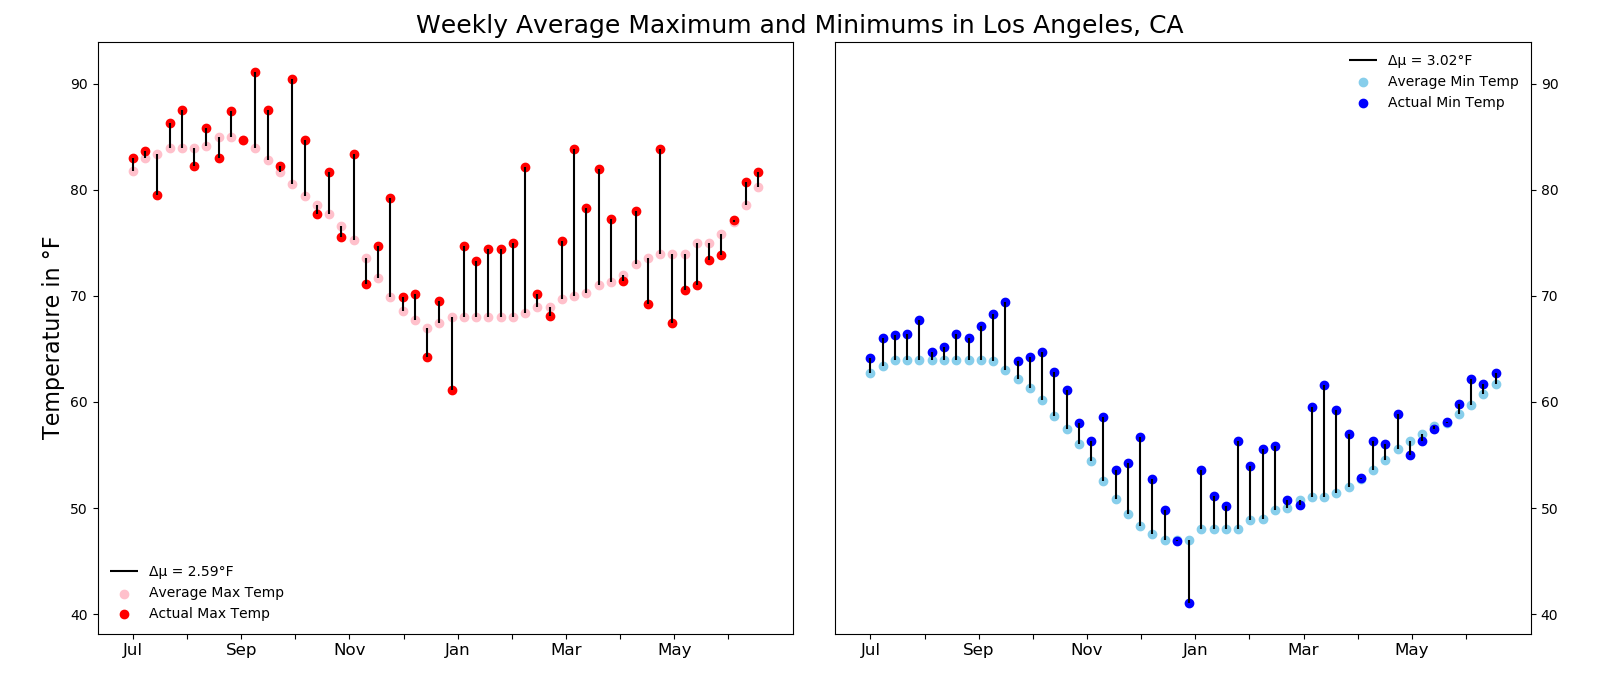 Weekly Average Maximum and Minimums in Los Angeles, CA
Temperature in °F
90
80
70
60
50
40
Δμ = 2.59°F
Average Max Temp
Actual Max Temp
Jul Sep Nov Jan Mar May
Δμ = 3.02°F
Average Min Temp
Actual Min Temp
90
80
70
60
50
40
Jul Sep Nov Jan Mar May